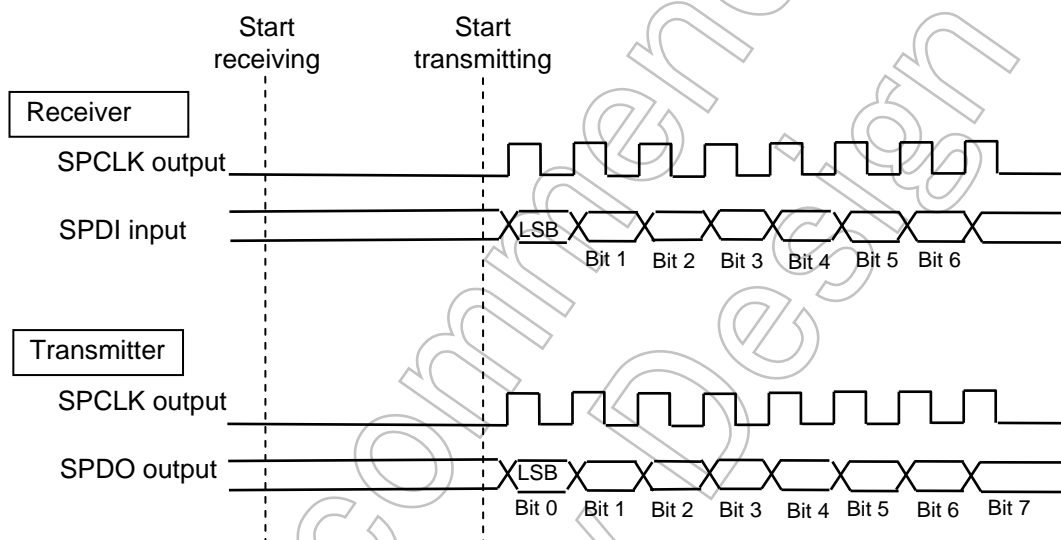 Start receiving
Start transmitting
Receiver
SPCLK output
SPDI input
LSB
Bit 1 Bit 2 Bit 3 Bit 4 Bit 5 Bit 6
Transmitter
SPCLK output
SPDO output
LSB
Bit 0 Bit 1 Bit 2 Bit 3 Bit 4 Bit 5 Bit 6 Bit 7
commen
Design